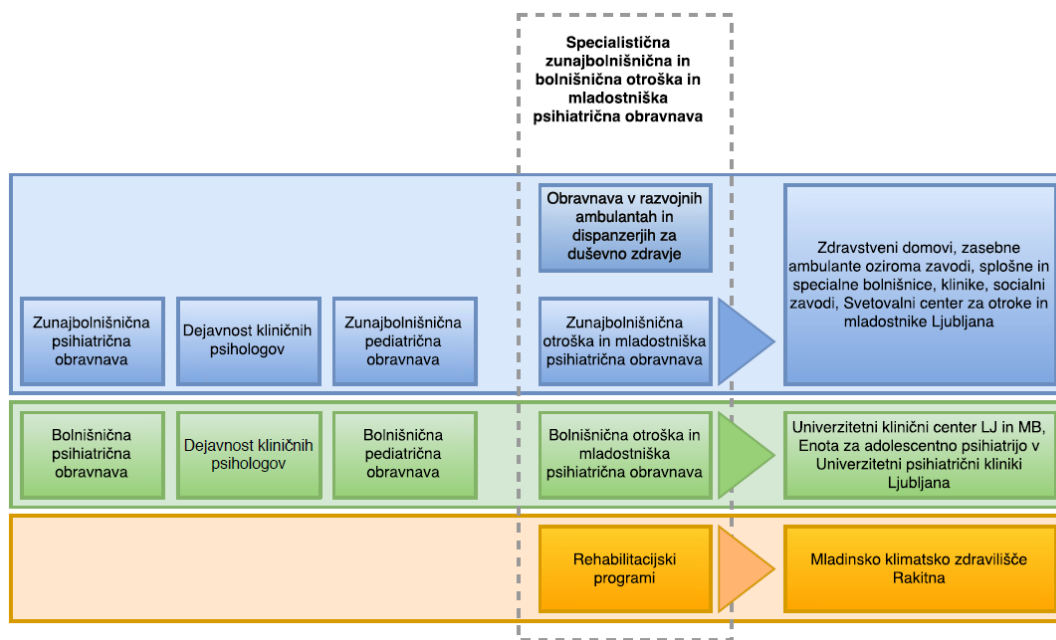 Specialistična
zunajbolnišnična in
bolnišnična otroška in
mladostniška
psihiatrična obravnava
Obravnava v razvojnih
ambulantah in
dispanzerjih za
duševno zdravje
Zdravstveni domovi, zasebne
ambulante oziroma zavodi, splošne in
specialne bolnišnice, klinike, socialni
zavodi, Svetovalni center za otroke in
mladostnike Ljubljana
Zunajbolnišnična
psihiatrična
obravnava
Dejavnost kliničnih
psihologov
Zunajbolnišnična
pediatrična
obravnava
Zunajbolnišnična
otroška in mladostniška
psihiatrična obravnava
Bolnišnična
psihiatrična
obravnava
Dejavnost kliničnih
psihologov
Bolnišnična
pediatrična
obravnava
Bolnišnična otroška in
mladostniška
psihiatrična obravnava
Univerzitetni klinični center LJ in MB,
Enota za adolescentno psihiatrijo v
Univerzitetni psihiatrični kliniki
Ljubljana
Rehabilitacijski
programi
Mladinsko klimatsko zdravilišče
Rakitna